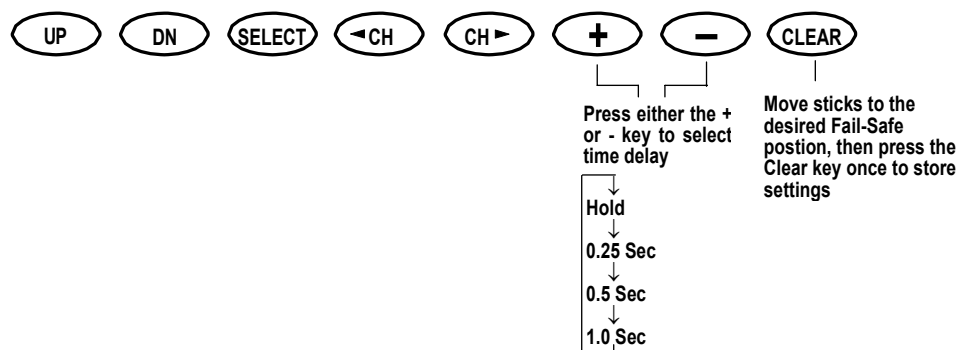 UP DN SELECT ◄CH CH► + − CLEAR
Press either the +
or - key to select
time delay
Move sticks to the
desired Fail-Safe
postion, then press the
Clear key once to store
settings
Hold
0.25 Sec
0.5 Sec
1.0 Sec